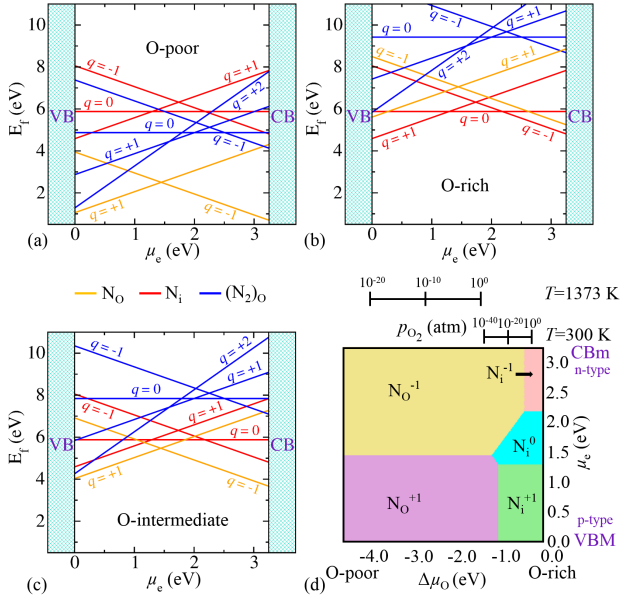 10
8
6
4
2
E_f (eV)
VB
CB
O-poor
q=-1
q=+1
q=+2
q=0
q=0
q=+1
q=+1
q=-1
0
1
2
3
(a)
μ_e (eV)
10
8
6
4
2
E_f (eV)
VB
CB
O-rich
q=-1
q=+1
q=0
q=+2
q=-1
q=+1
q=0
q=+1
q=-1
0
1
2
3
(b)
μ_e (eV)
N_O
N_i
(N_2)_O
10
8
6
4
2
E_f (eV)
VB
CB
O-intermediate
q=-1
q=+2
q=+1
q=0
q=-1
q=+1
q=0
q=+1
q=-1
0
1
2
3
(c)
μ_e (eV)
10^-20
10^-10
10^0
T=1373 K
p_O2 (atm)
10^-40
10^-20
10^0
T=300 K
N_O^-1
N_i^-1
N_i^0
N_O^+1
N_i^+1
3.0
2.5
2.0
1.5
1.0
0.5
0.0
CBm
n-type
μ_e (eV)
p-type
VBM
-4.0
-3.0
-2.0
-1.0
0.0
O-poor
Δμ_O (eV)
O-rich
(d)